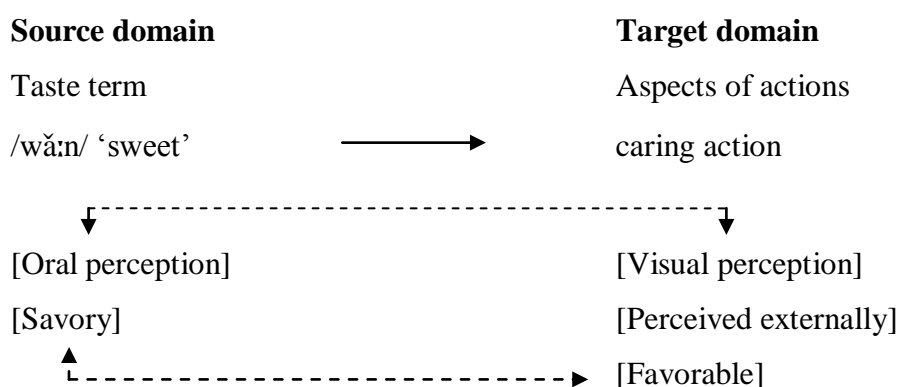 Source domain Target domain
Taste term Aspects of actions
/wǎːn/ ‘sweet’ caring action
[Oral perception] [Visual perception]
[Savory] [Perceived externally]
[Favorable]